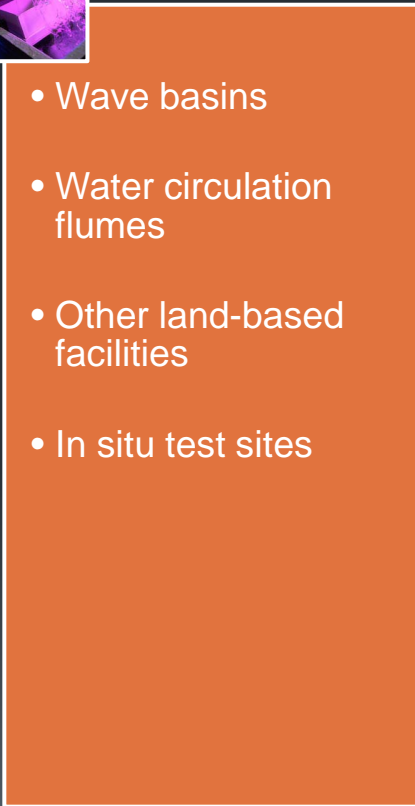 • Wave basins
• Water circulation
flumes
• Other land-based
facilities
• In situ test sites